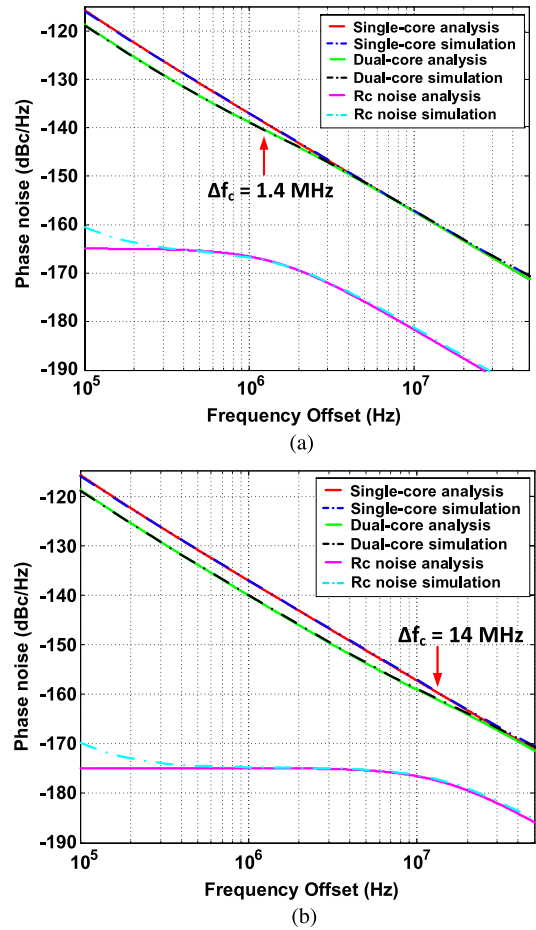 -115
-120
-130
-140
-150
-160
-170
-180
-190
Phase noise (dBc/Hz)
Single-core analysis
Single-core simulation
Dual-core analysis
Dual-core simulation
Rc noise analysis
Rc noise simulation
Δfc = 1.4 MHz
10^5
10^6
10^7
Frequency Offset (Hz)
(a)
-120
-130
-140
-150
-160
-170
-180
-190
Phase noise (dBc/Hz)
Single-core analysis
Single-core simulation
Dual-core analysis
Dual-core simulation
Rc noise analysis
Rc noise simulation
Δfc = 14 MHz
10^5
10^6
10^7
Frequency Offset (Hz)
(b)